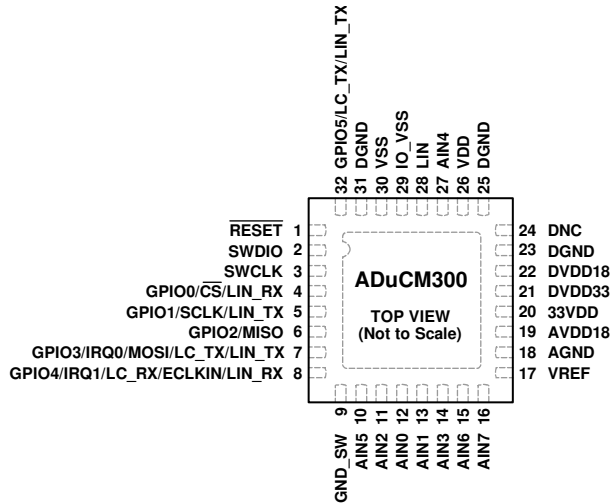 32 GPIO5/LC_TX/LIN_TX
31 DGND
30 VSS
29 IO_VSS
28 LIN
27 AIN4
26 VDD
25 DGND
RESET 1
SWDIO 2
SWCLK 3
GPIO0/CS/LIN_RX 4
GPIO1/SCLK/LIN_TX 5
GPIO2/MISO 6
GPIO3/IRQ0/MOSI/LC_TX/LIN_TX 7
GPIO4/IRQ1/LC_RX/ECLKIN/LIN_RX 8
ADuCM300
TOP VIEW
(Not to Scale)
24 DNC
23 DGND
22 DVDD18
21 DVDD33
20 33VDD
19 AVDD18
18 AGND
17 VREF
GND_SW 9
AIN5 10
AIN2 11
AIN0 12
AIN1 13
AIN3 14
AIN6 15
AIN7 16